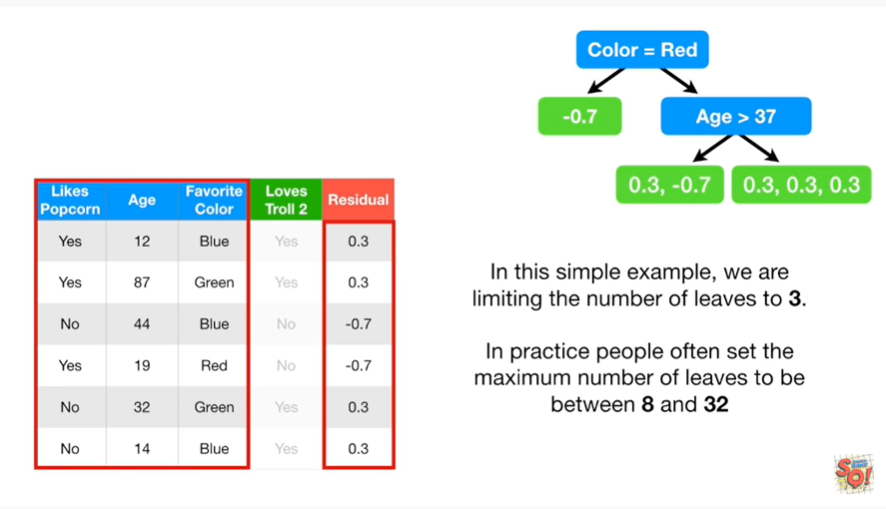 Color = Red
-0.7
Age > 37
0.3, -0.7
0.3, 0.3, 0.3
Likes Popcorn Age Favorite Color Loves Troll 2 Residual
Yes 12 Blue Yes 0.3
Yes 87 Green Yes 0.3
No 44 Blue No -0.7
Yes 19 Red No -0.7
No 32 Green Yes 0.3
No 14 Blue Yes 0.3
In this simple example, we are
limiting the number of leaves to 3.
In practice people often set the
maximum number of leaves to be
between 8 and 32